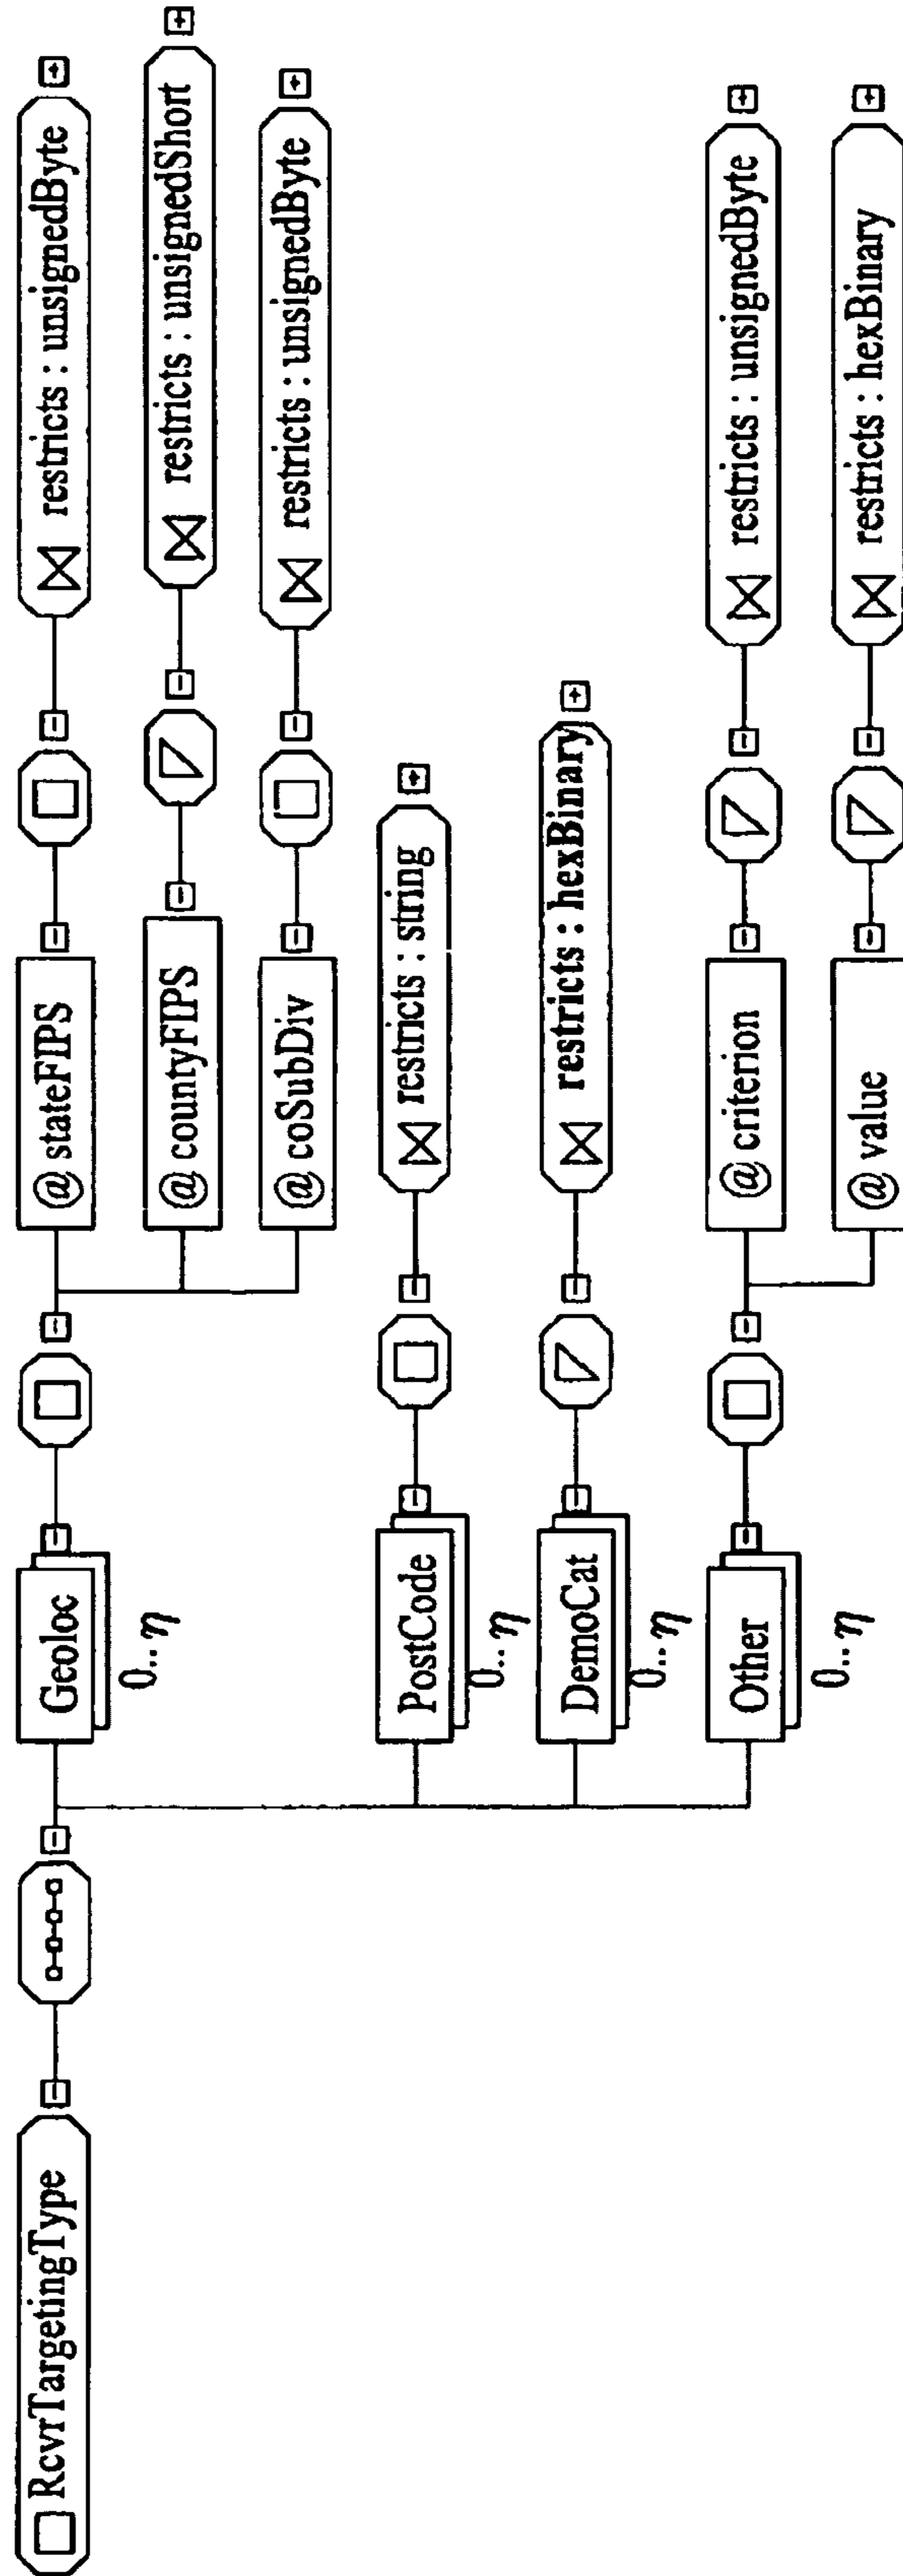 RcvrTargetingType
Geoloc
0..η
@ stateFIPS
restricts : unsignedByte
@ countyFIPS
restricts : unsignedShort
@ coSubDiv
restricts : unsignedByte
PostCode
0..η
restricts : string
DemoCat
0..η
restricts : hexBinary
Other
0..η
@ criterion
restricts : unsignedByte
@ value
restricts : hexBinary